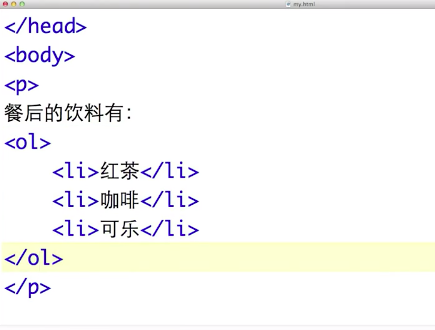 my.html
</head>
<body>
<p>
餐后的饮料有：
<ol>
<li>红茶</li>
<li>咖啡</li>
<li>可乐</li>
</ol>
</p>